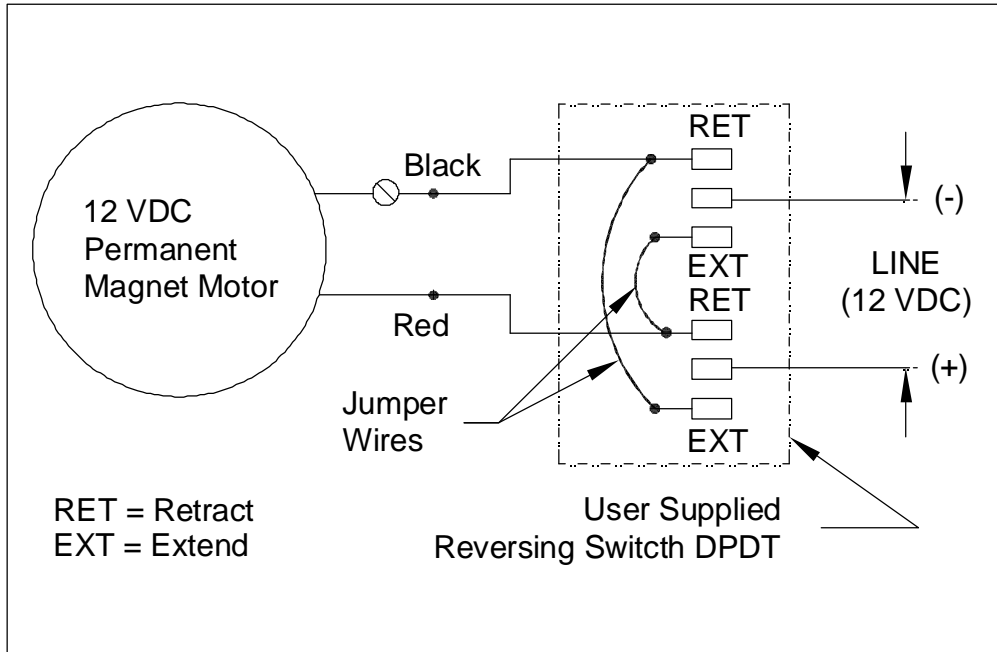 RET
Black
(-)
12 VDC
Permanent
Magnet Motor
EXT
RET
LINE
(12 VDC)
Red
(+)
Jumper
Wires
EXT
RET = Retract
EXT = Extend
User Supplied
Reversing Switcth DPDT